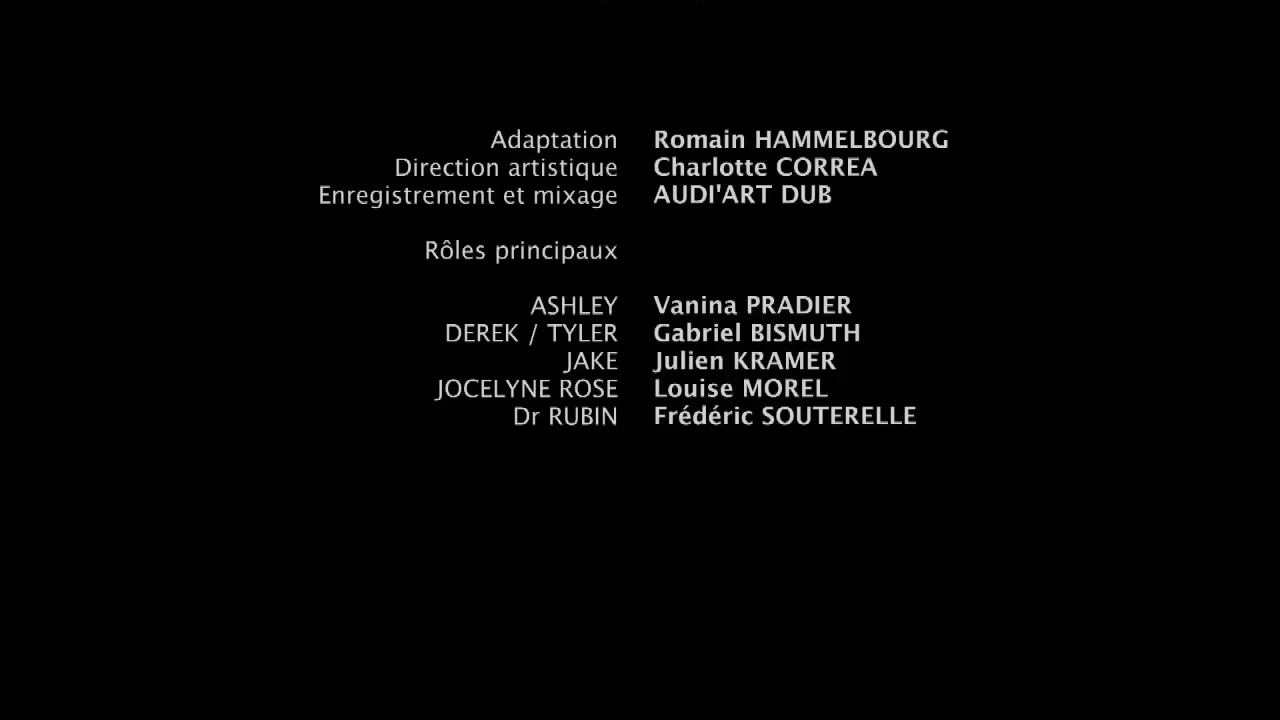 Adaptation Romain HAMMELBOURG
Direction artistique Charlotte CORREA
Enregistrement et mixage AUDI'ART DUB
Rôles principaux
ASHLEY Vanina PRADIER
DEREK / TYLER Gabriel BISMUTH
JAKE Julien KRAMER
JOCELYNE ROSE Louise MOREL
Dr RUBIN Frédéric SOUTERELLE